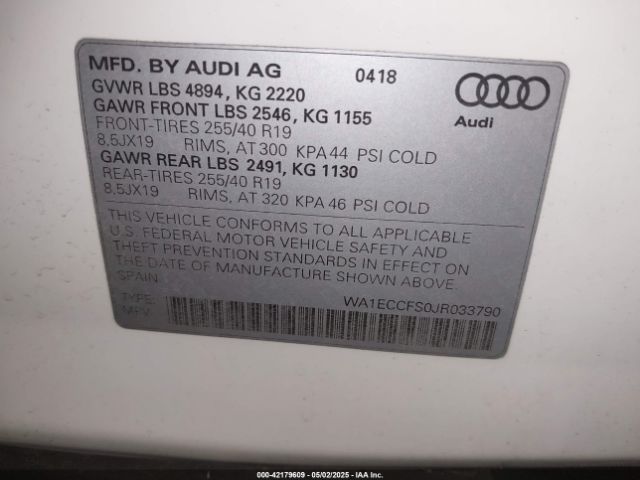 MFD. BY AUDI AG 0418
GVWR LBS 4894, KG 2220
GAWR FRONT LBS 2546, KG 1155
FRONT-TIRES 255/40 R19
8,5JX19 RIMS, AT 300 KPA 44 PSI COLD
GAWR REAR LBS 2491, KG 1130
REAR-TIRES 255/40 R19
8,5JX19 RIMS, AT 320 KPA 46 PSI COLD
Audi
THIS VEHICLE CONFORMS TO ALL APPLICABLE
U.S. FEDERAL MOTOR VEHICLE SAFETY AND
THEFT PREVENTION STANDARDS IN EFFECT ON
THE DATE OF MANUFACTURE SHOWN ABOVE.
SPAIN
WA1ECCFS0JR033790
TYPE:
MPV
000-42179609 - 05/02/2025 - IAA Inc.